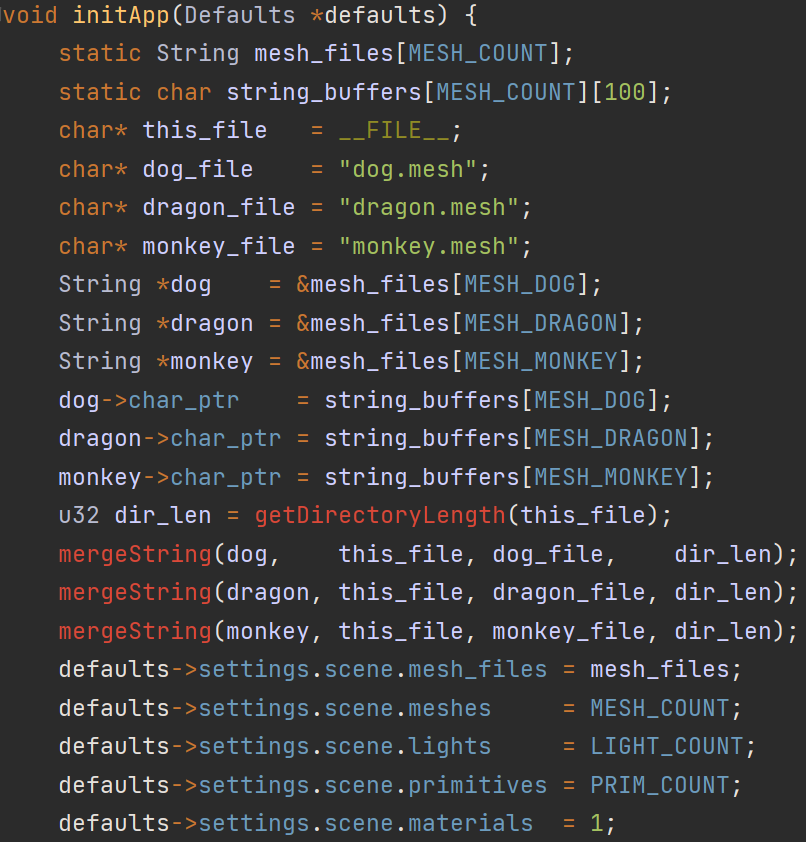 void initApp(Defaults *defaults) {
    static String mesh_files[MESH_COUNT];
    static char string_buffers[MESH_COUNT][100];
    char* this_file   = __FILE__;
    char* dog_file    = "dog.mesh";
    char* dragon_file = "dragon.mesh";
    char* monkey_file = "monkey.mesh";
    String *dog    = &mesh_files[MESH_DOG];
    String *dragon = &mesh_files[MESH_DRAGON];
    String *monkey = &mesh_files[MESH_MONKEY];
    dog->char_ptr    = string_buffers[MESH_DOG];
    dragon->char_ptr = string_buffers[MESH_DRAGON];
    monkey->char_ptr = string_buffers[MESH_MONKEY];
    u32 dir_len = getDirectoryLength(this_file);
    mergeString(dog,    this_file, dog_file,    dir_len);
    mergeString(dragon, this_file, dragon_file, dir_len);
    mergeString(monkey, this_file, monkey_file, dir_len);
    defaults->settings.scene.mesh_files = mesh_files;
    defaults->settings.scene.meshes     = MESH_COUNT;
    defaults->settings.scene.lights     = LIGHT_COUNT;
    defaults->settings.scene.primitives = PRIM_COUNT;
    defaults->settings.scene.materials  = 1;